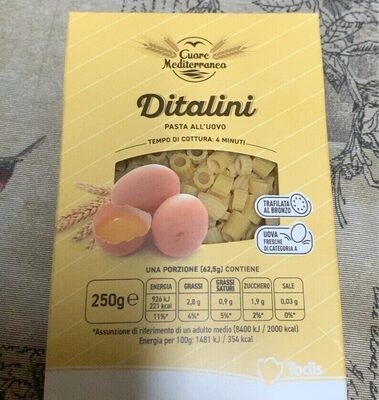 Cuore
Mediterraneo
Ditalini
PASTA ALL'UOVO
TEMPO DI COTTURA: 4 MINUTI
TRAFILATA
AL BRONZO
UOVA
FRESCHE
DI CATEGORIA A
UNA PORZIONE (62,5g) CONTIENE
250g e
ENERGIA GRASSI GRASSI SATURI ZUCCHERO SALE
926 kJ
221 kcal 2,8 g 0,9 g 1,9 g 0,03 g
11%* 4%* 5%* 2%* 0%*
*Assunzione di riferimento di un adulto medio (8400 kJ / 2000 kcal)
Energia per 100g: 1481 kJ / 354 kcal
Todis